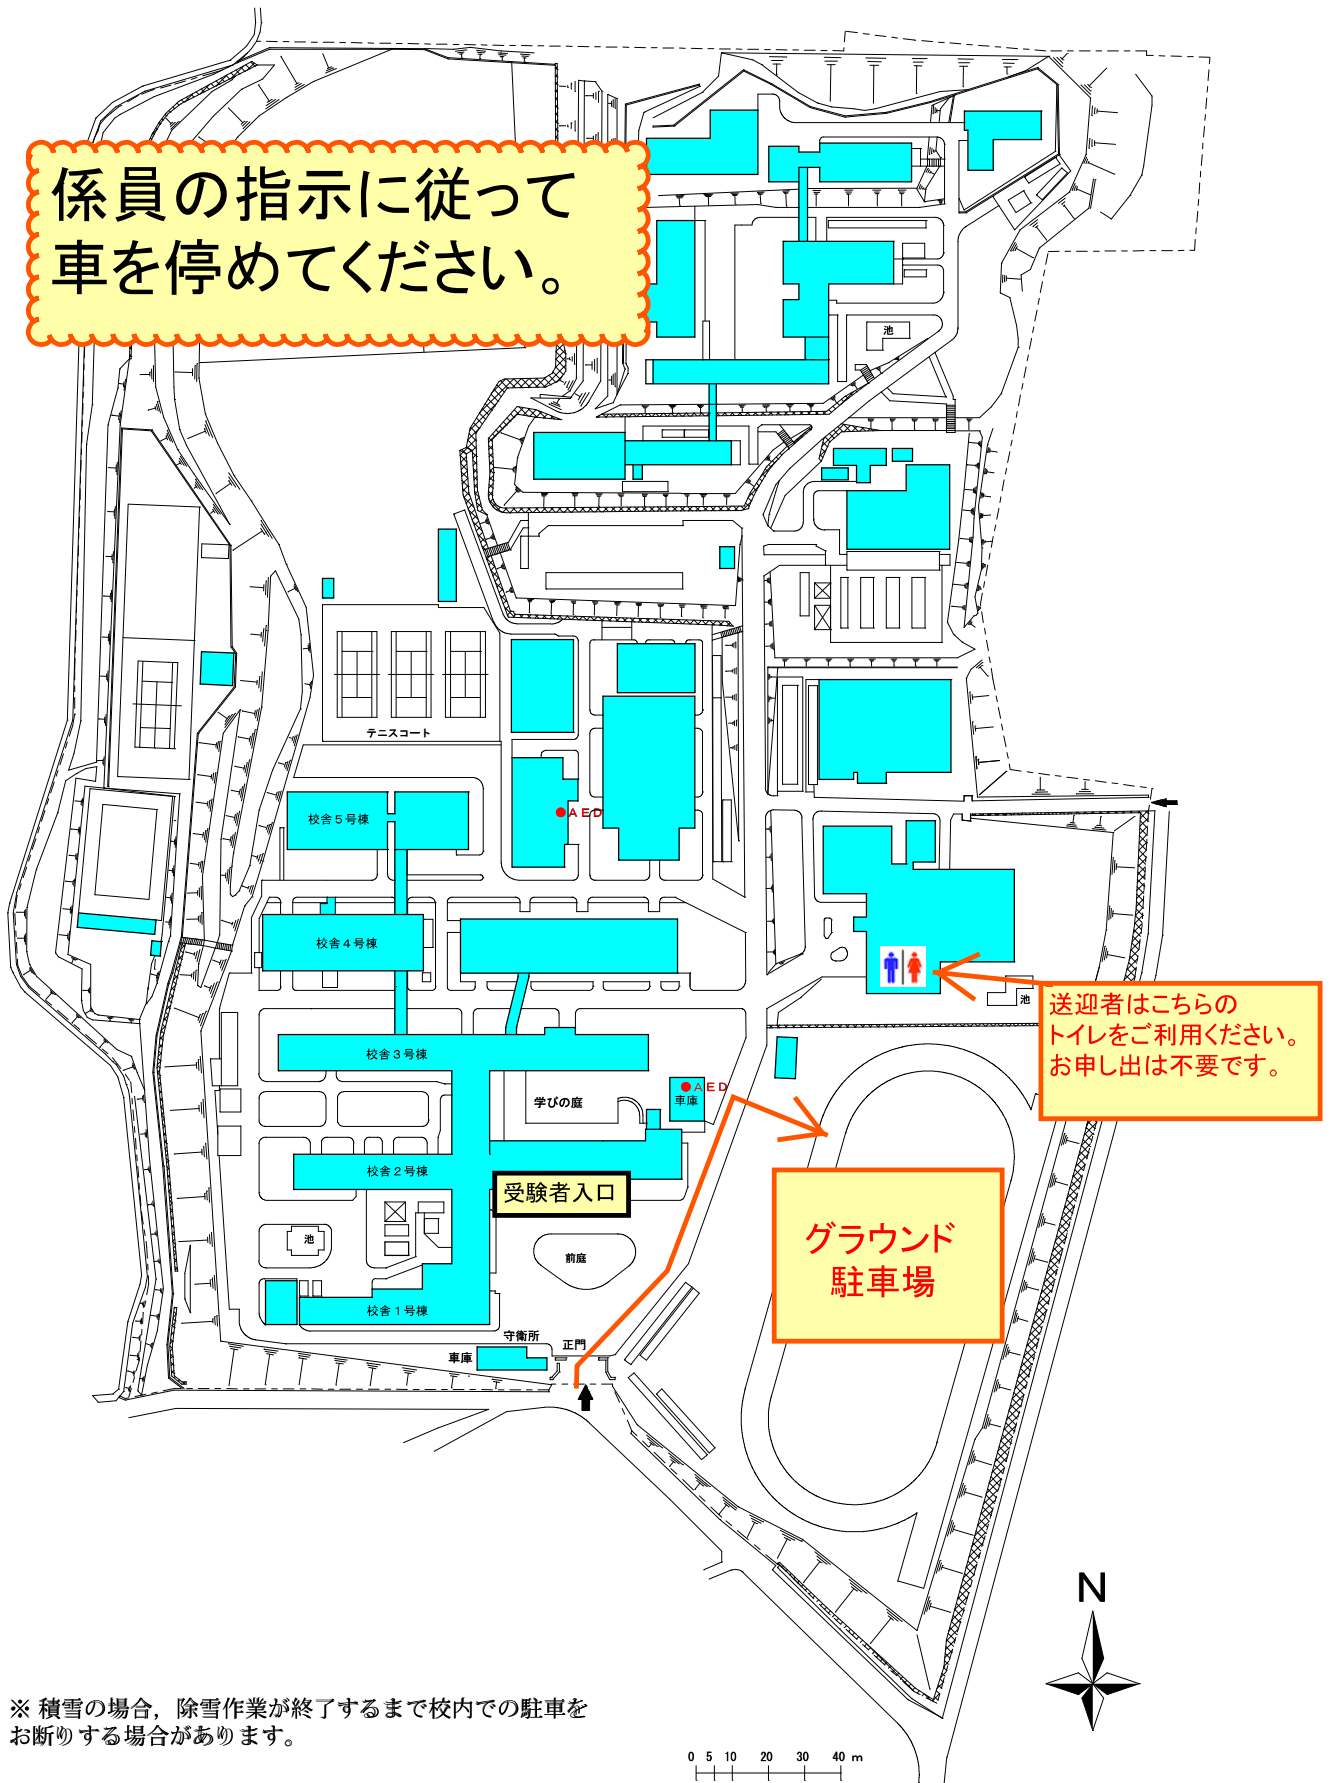 係員の指示に従って
車を停めてください。
池
テニスコート
校舎５号棟
●AED
校舎４号棟
池
送迎者はこちらの
トイレをご利用ください。
お申し出は不要です。
校舎３号棟
●AED
車庫
学びの庭
校舎２号棟
受験者入口
グラウンド
駐車場
池
前庭
校舎１号棟
守衛所
正門
車庫
N
※ 積雪の場合，除雪作業が終了するまで校内での駐車を
お断りする場合があります。
0 5 10 20 30 40 m